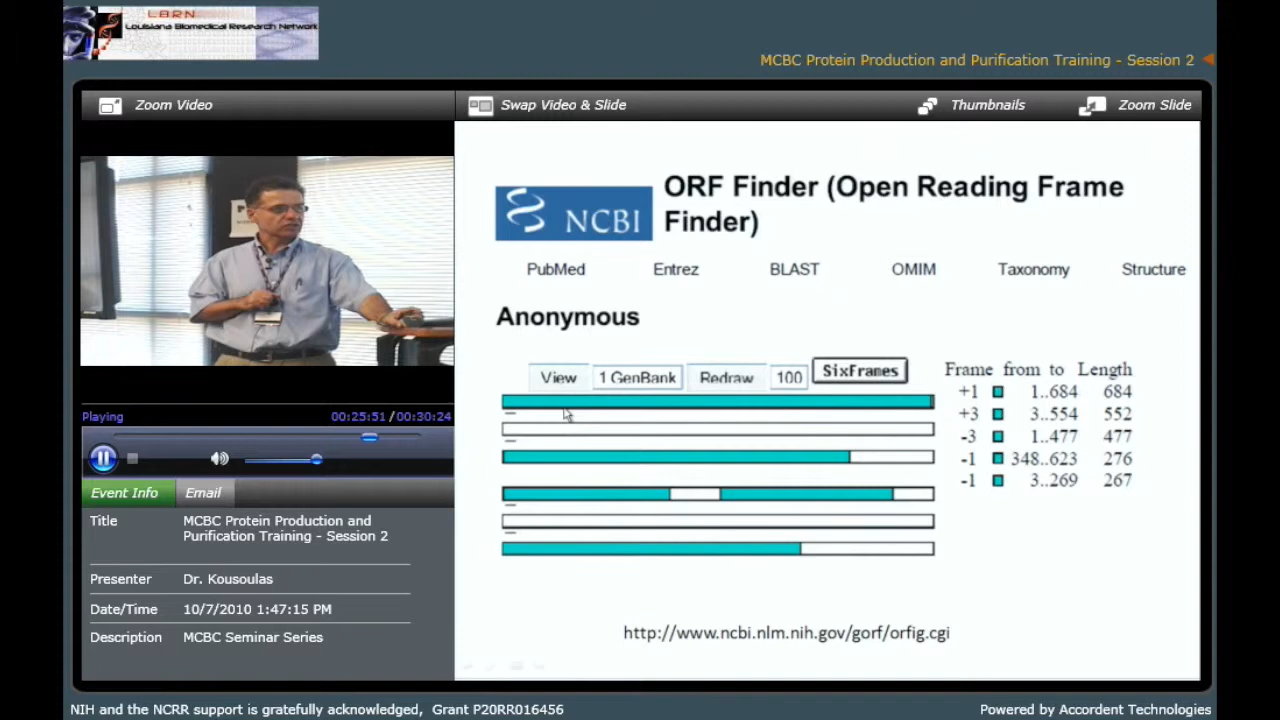 LBRN
Louisiana Biomedical Research Network
MCBC Protein Production and Purification Training - Session 2
Zoom Video
Swap Video & Slide
Thumbnails
Zoom Slide
NCBI
ORF Finder (Open Reading Frame
Finder)
PubMed Entrez BLAST OMIM Taxonomy Structure
Anonymous
View 1 GenBank Redraw 100 SixFrames
Frame from to Length
+1 1..684 684
+3 3..554 552
-3 1..477 477
-1 348..623 276
-1 3..269 267
http://www.ncbi.nlm.nih.gov/gorf/orfig.cgi
Playing 00:25:51 / 00:30:24
Event Info Email
Title MCBC Protein Production and
Purification Training - Session 2
Presenter Dr. Kousoulas
Date/Time 10/7/2010 1:47:15 PM
Description MCBC Seminar Series
NIH and the NCRR support is gratefully acknowledged, Grant P20RR016456
Powered by Accordent Technologies